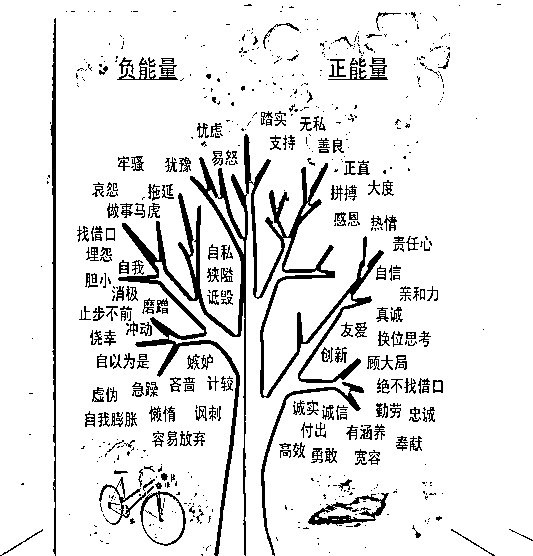 负能量
正能量
忧虑
牢骚
犹豫
易怒
哀怨
拖延
做事马虎
找借口
埋怨
自私
狭隘
诋毁
胆小
自我
消极
磨蹭
止步不前
冲动
侥幸
自以为是
嫉妒
吝啬
计较
虚伪
急躁
自我膨胀
懒惰
讽刺
容易放弃
踏实
无私
支持
善良
正直
拼搏
大度
感恩
热情
责任心
自信
亲和力
真诚
友爱
换位思考
创新
顾大局
绝不找借口
诚实
诚信
勤劳
忠诚
付出
有涵养
奉献
高效
勇敢
宽容